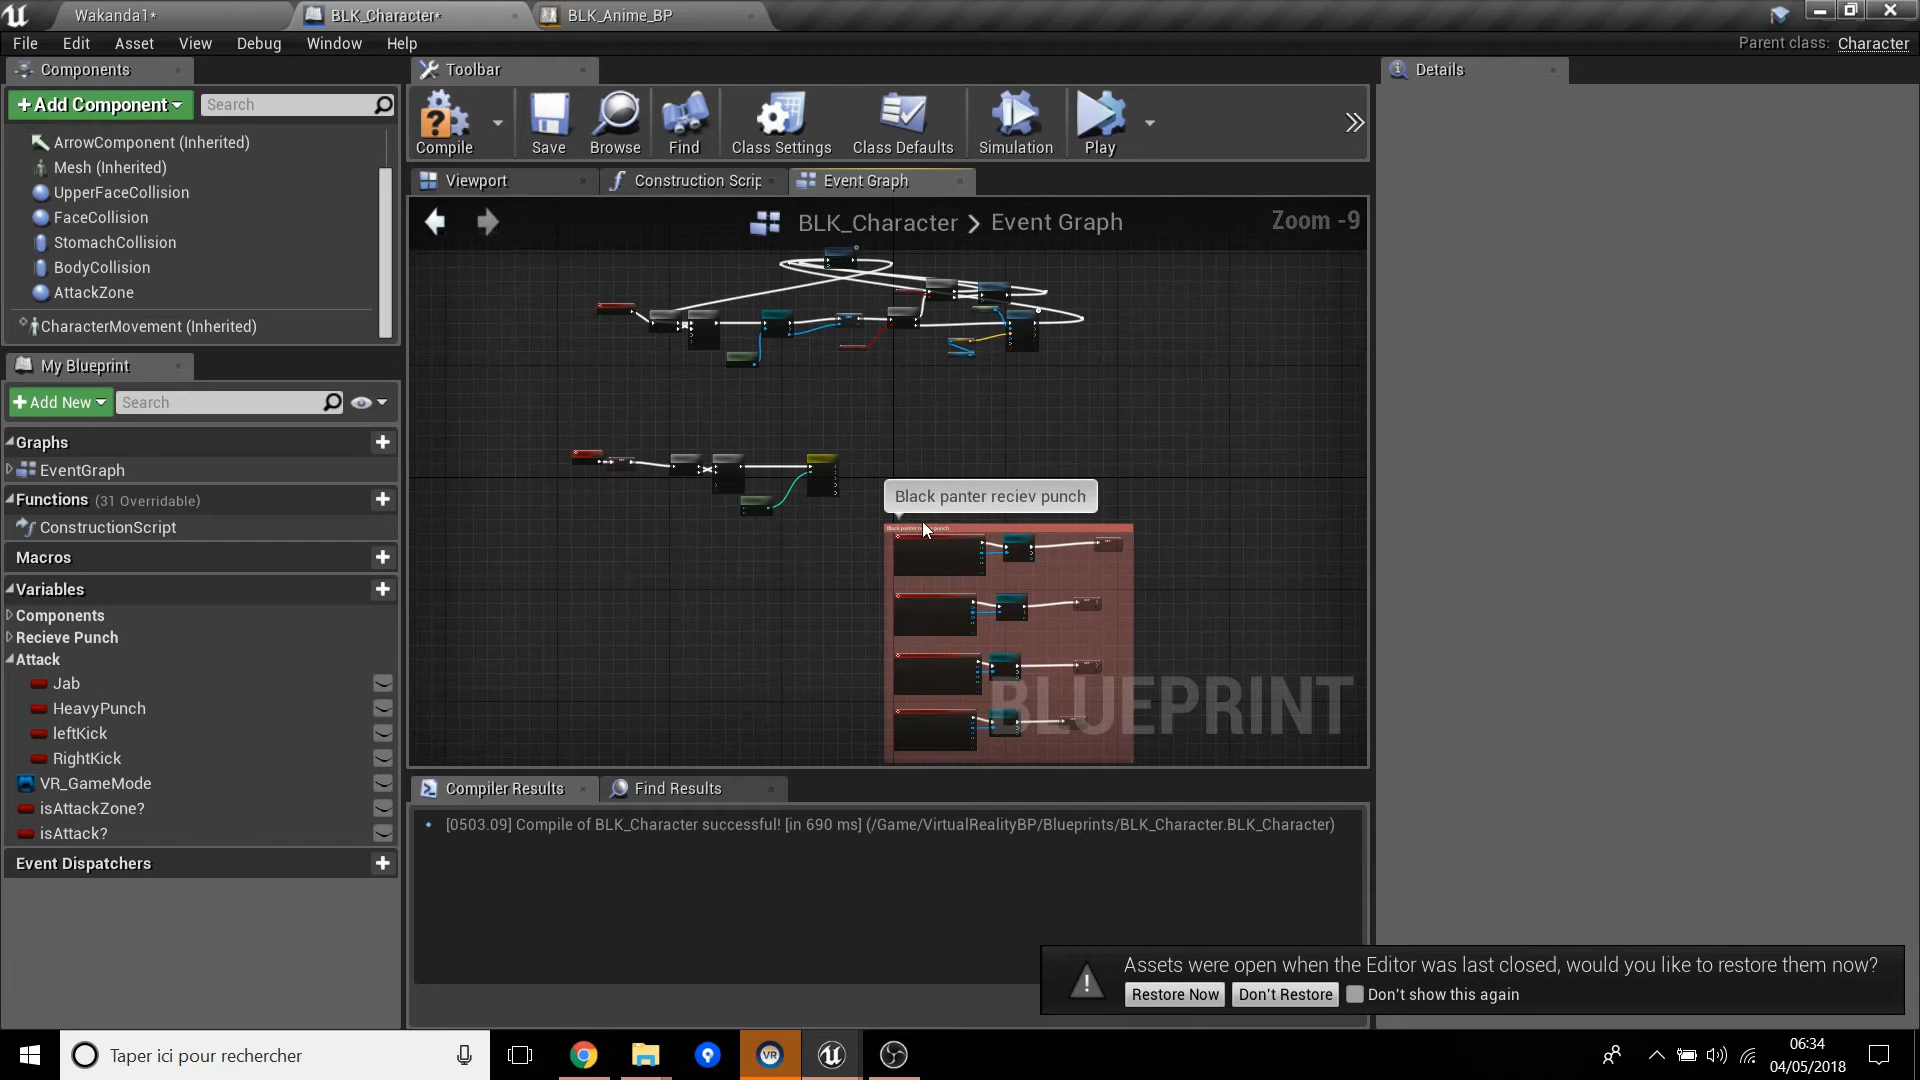 Wakanda1*
BLK_Character*
BLK_Anime_BP
File Edit Asset View Debug Window Help
Parent class: Character
Components
Toolbar
Details
+Add Component
Search
ArrowComponent (Inherited)
Mesh (Inherited)
UpperFaceCollision
FaceCollision
StomachCollision
BodyCollision
AttackZone
CharacterMovement (Inherited)
Compile
Save
Browse
Find
Class Settings
Class Defaults
Simulation
Play
Viewport
Construction Scrip
Event Graph
BLK_Character > Event Graph
Zoom -9
My Blueprint
+Add New
Search
Graphs
EventGraph
Functions (31 Overridable)
ConstructionScript
Macros
Variables
Components
Recieve Punch
Attack
Jab
HeavyPunch
leftKick
RightKick
VR_GameMode
isAttackZone?
isAttack?
Event Dispatchers
Black panter reciev punch
BLUEPRINT
Compiler Results
Find Results
[0503.09] Compile of BLK_Character successful! [in 690 ms] (/Game/VirtualRealityBP/Blueprints/BLK_Character.BLK_Character)
Assets were open when the Editor was last closed, would you like to restore them now?
Restore Now
Don't Restore
Don't show this again
Taper ici pour rechercher
VR
06:34
04/05/2018